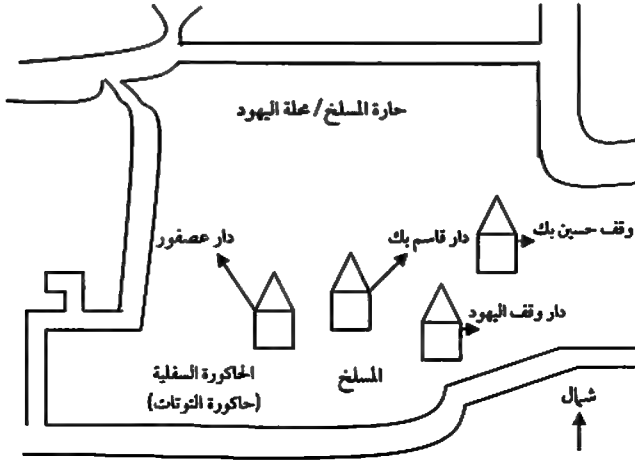 حارة المسلخ / محلة اليهود
وقف حسين بك
دار قاسم بك
دار عصفور
دار وقف اليهود
المسلخ
الحاكورة السفلية
(حاكورة التوتات)
شمال